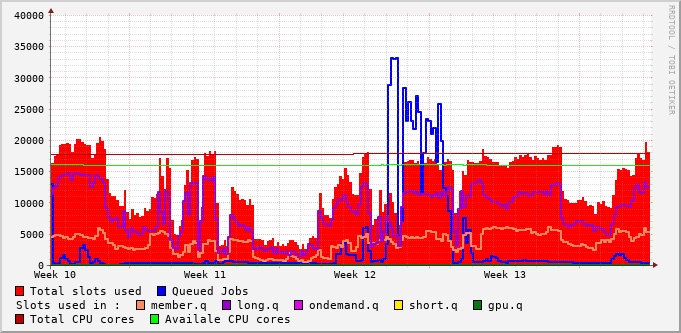 40000
35000
30000
25000
20000
15000
10000
5000
0
Week 10 Week 11 Week 12 Week 13
RRDTOOL / TOBI OETIKER
Total slots used Queued Jobs
Slots used in : member.q long.q ondemand.q short.q gpu.q
Total CPU cores Availale CPU cores